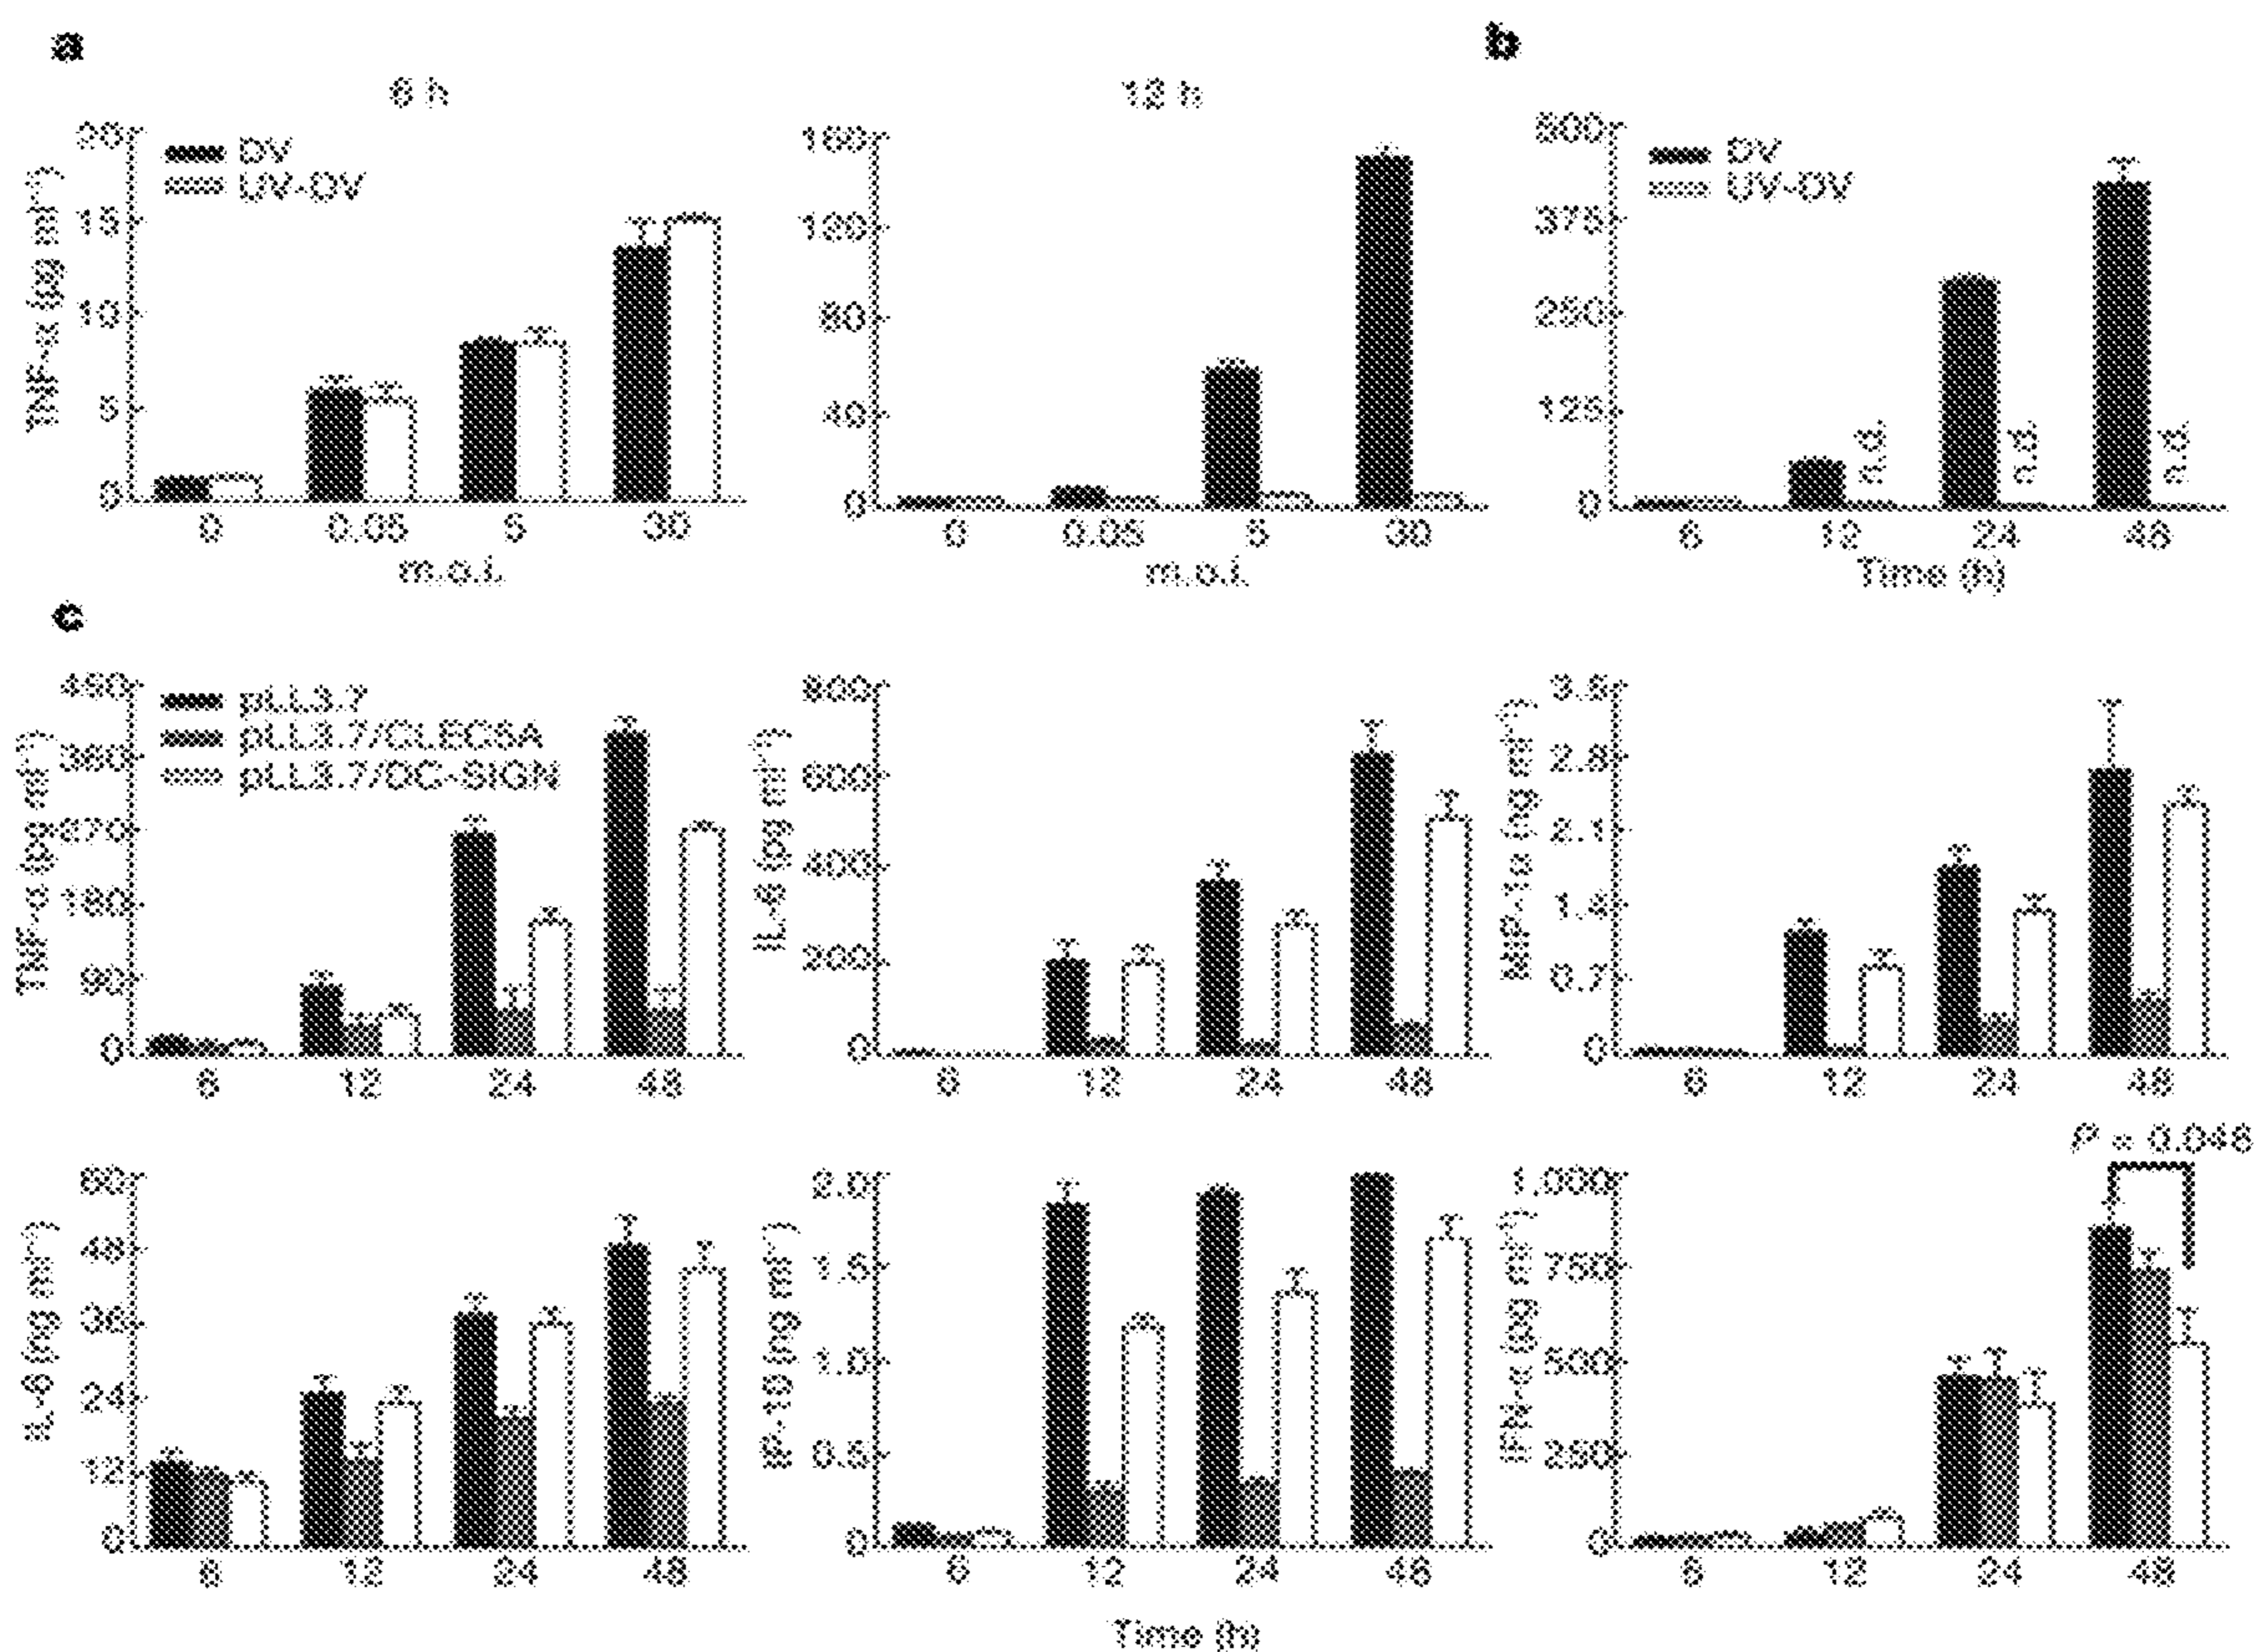 a
6 h
20
15
10
5
0
TNF-α (pg ml⁻¹)
DV
UV-DV
0 0.05 5 30
m.o.i.
12 h
160
120
80
40
0
0 0.05 5 30
m.o.i.
b
500
375
250
125
0
DV
UV-DV
n.d. n.d. n.d.
6 12 24 48
Time (h)
c
450
360
270
180
90
0
TNF-α (pg ml⁻¹)
pLL3.7
pLL3.7/CLEC5A
pLL3.7/DC-SIGN
6 12 24 48
800
600
400
200
0
IL-8 (pg ml⁻¹)
6 12 24 48
3.5
2.8
2.1
1.4
0.7
0
MIP-1α (ng ml⁻¹)
6 12 24 48
60
48
36
24
12
0
IL-6 (ng ml⁻¹)
6 12 24 48
2.0
1.5
1.0
0.5
0
IP-10 (ng ml⁻¹)
6 12 24 48
P = 0.046
1,000
750
500
250
0
IFN-α (pg ml⁻¹)
6 12 24 48
Time (h)